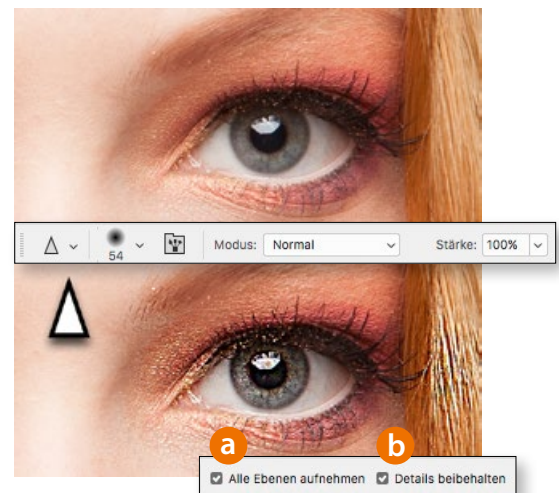 54 Modus: Normal Stärke: 100%
a b
Alle Ebenen aufnehmen Details beibehalten